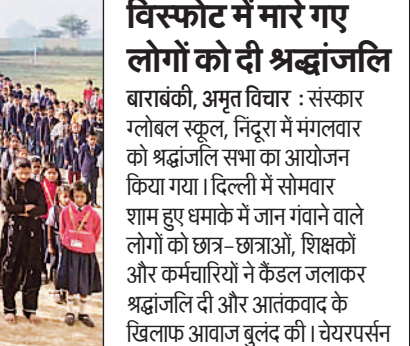 विस्फोट में मारे गए
लोगों को दी श्रद्धांजलि
बाराबंकी, अमृत विचार : संस्कार
ग्लोबल स्कूल, निंदूरा में मंगलवार
को श्रद्धांजलि सभा का आयोजन
किया गया। दिल्ली में सोमवार
शाम हुए धमाके में जान गंवाने वाले
लोगों को छात्र-छात्राओं, शिक्षकों
और कर्मचारियों ने कैंडल जलाकर
श्रद्धांजलि दी और आतंकवाद के
खिलाफ आवाज बुलंद की। चेयरपर्सन